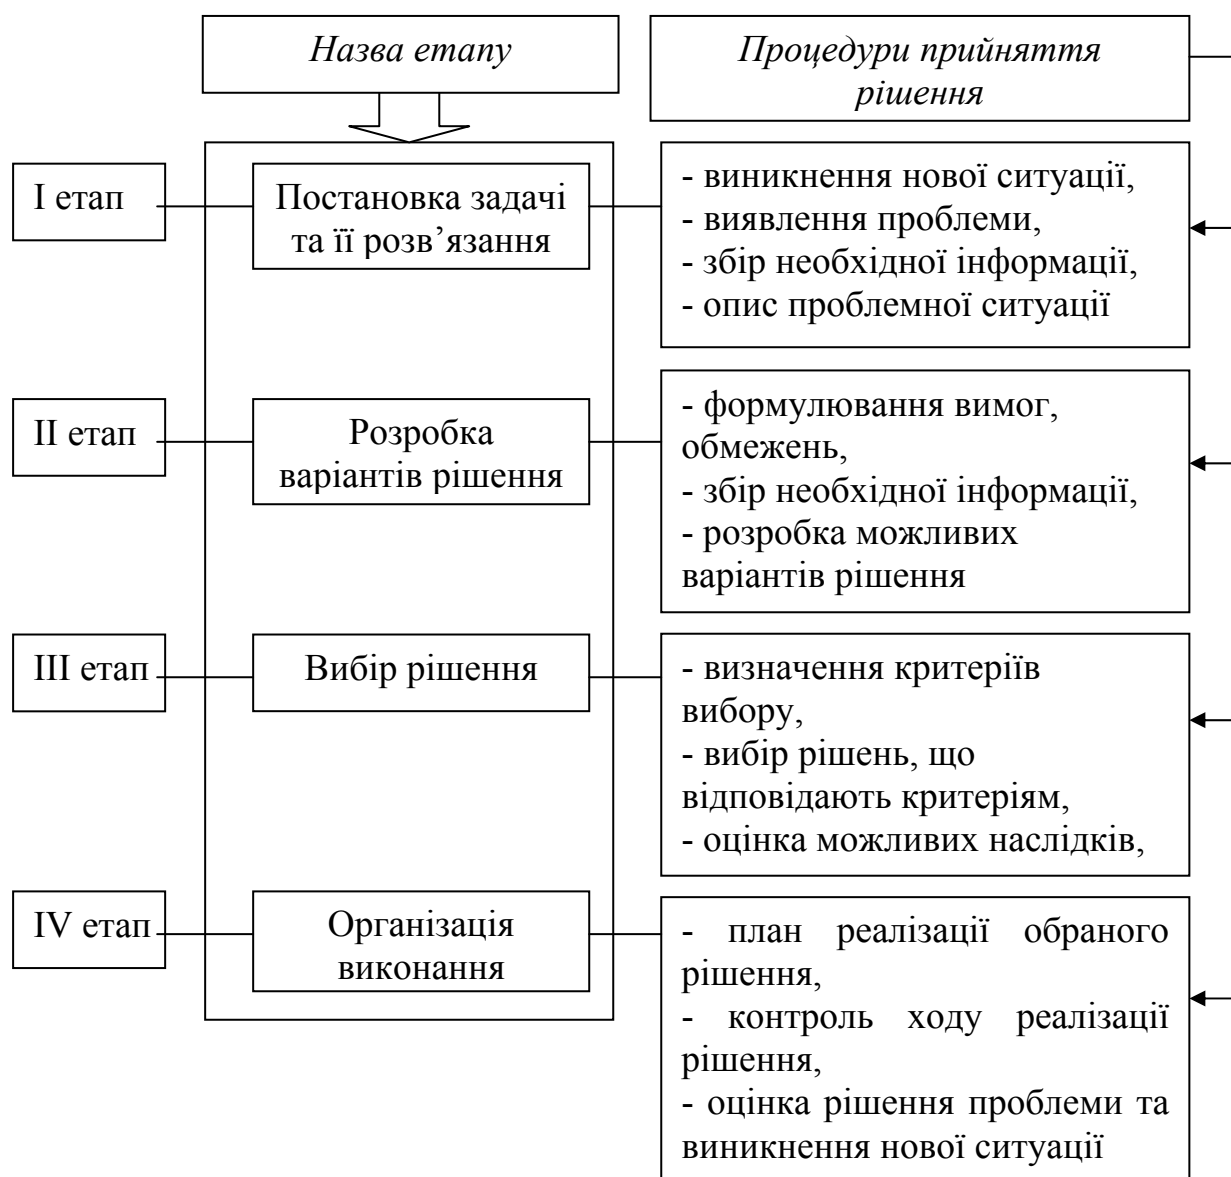 Назва етапу
Процедури прийняття
рішення
І етап
Постановка задачі
та її розв’язання
- виникнення нової ситуації,
- виявлення проблеми,
- збір необхідної інформації,
- опис проблемної ситуації
ІІ етап
Розробка
варіантів рішення
- формулювання вимог,
обмежень,
- збір необхідної інформації,
- розробка можливих
варіантів рішення
ІІІ етап
Вибір рішення
- визначення критеріїв
вибору,
- вибір рішень, що
відповідають критеріям,
- оцінка можливих наслідків,
IV етап
Організація
виконання
- план реалізації обраного
рішення,
- контроль ходу реалізації
рішення,
- оцінка рішення проблеми та
виникнення нової ситуації